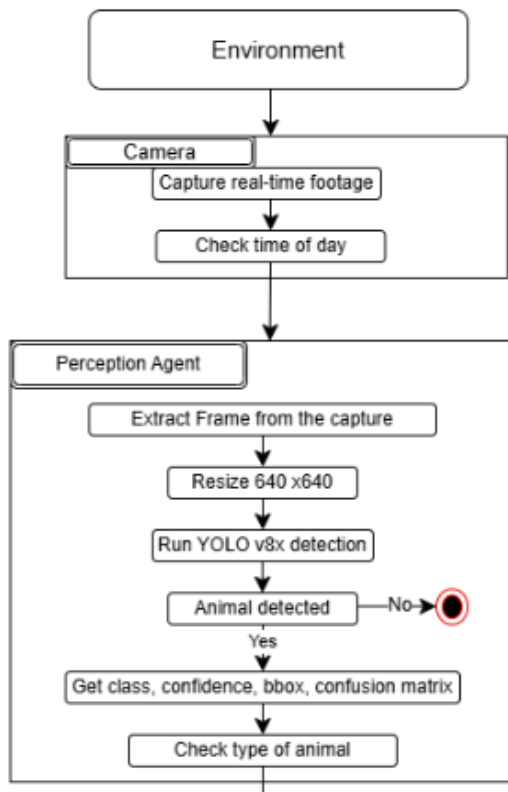 Environment
Camera
Capture real-time footage
Check time of day
Perception Agent
Extract Frame from the capture
Resize 640 x640
Run YOLO v8x detection
Animal detected
No
Yes
Get class, confidence, bbox, confusion matrix
Check type of animal